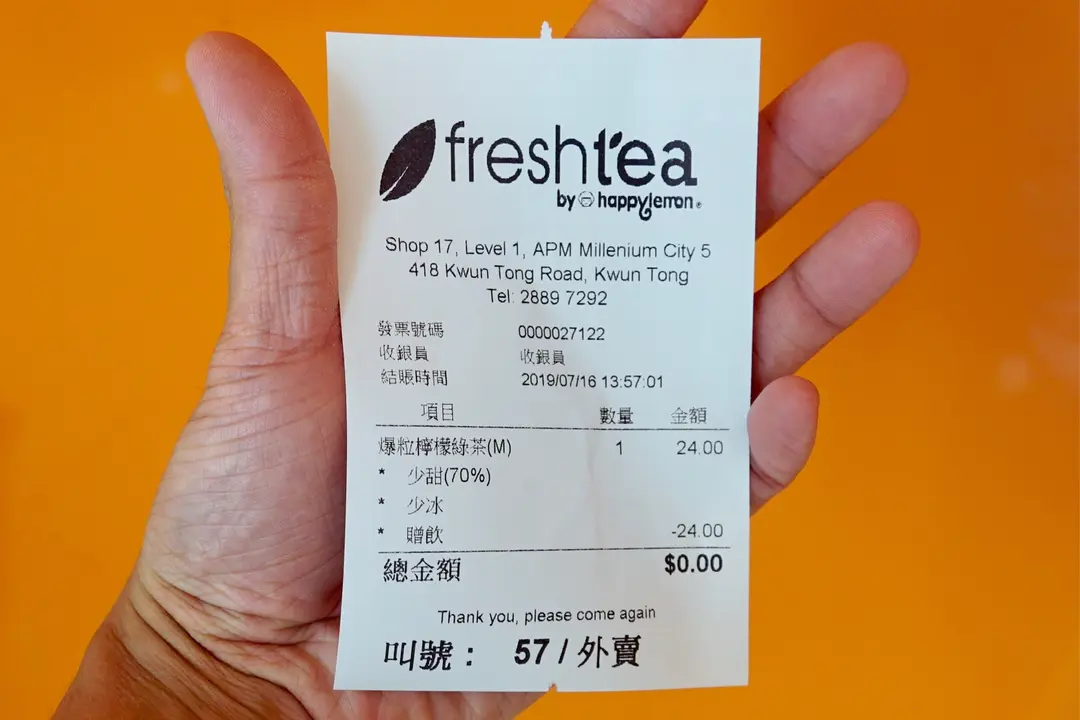 freshtea
by happylemon®
Shop 17, Level 1, APM Millenium City 5
418 Kwun Tong Road, Kwun Tong
Tel: 2889 7292
發票號碼 0000027122
收銀員 收銀員
結賬時間 2019/07/16 13:57:01
項目 數量 金額
爆粒檸檬綠茶(M) 1 24.00
* 少甜(70%)
* 少冰
* 贈飲 -24.00
總金額 $0.00
Thank you, please come again
叫號： 57 / 外賣